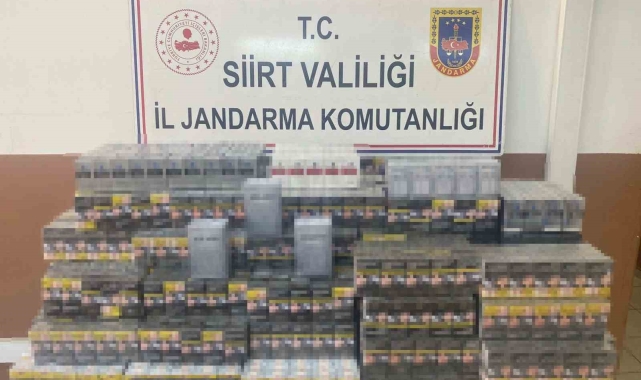 T.C.
SİİRT VALİLİĞİ
İL JANDARMA KOMUTANLIĞI
JANDARMA